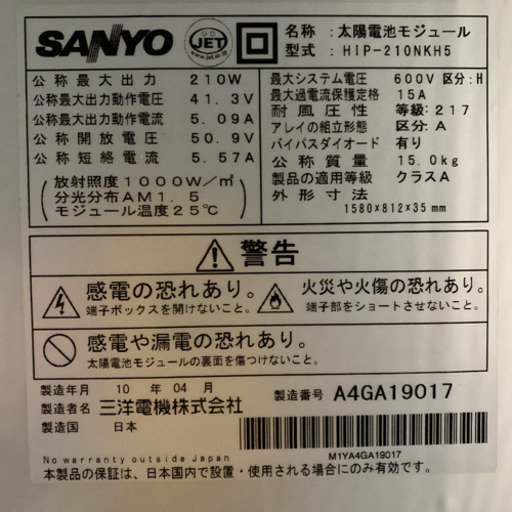 SANYO
JET
www.jet.or.jp
名称 : 太陽電池モジュール
型式 : HIP-210NKH5
公称最大出力 210W
公称最大出力動作電圧 41.3V
公称最大出力動作電流 5.09A
公称開放電圧 50.9V
公称短絡電流 5.57A
放射照度1000W/㎡
分光分布AM1.5
モジュール温度25℃
最大システム電圧 600V 区分:H
最大過電流保護定格 15A
耐風圧性 等級:217
アレイの組立形態 区分:A
バイパスダイオード 有り
公称質量 15.0kg
製品の適用等級 クラスA
外形寸法
1580×812×35 mm
警告
感電の恐れあり。
端子ボックスを開けないこと。
火災や火傷の恐れあり。
端子部をショートさせないこと。
感電や漏電の恐れあり。
太陽電池モジュールの裏面を傷つけないこと。
製造年月 10 年 04 月
製造者 三洋電機株式会社
製造国 日本
製造番号 A4GA19017
M1YA4GA19017
No warranty outside Japan
本製品の保証は、日本国内で設置・使用される場合にのみ有効です。